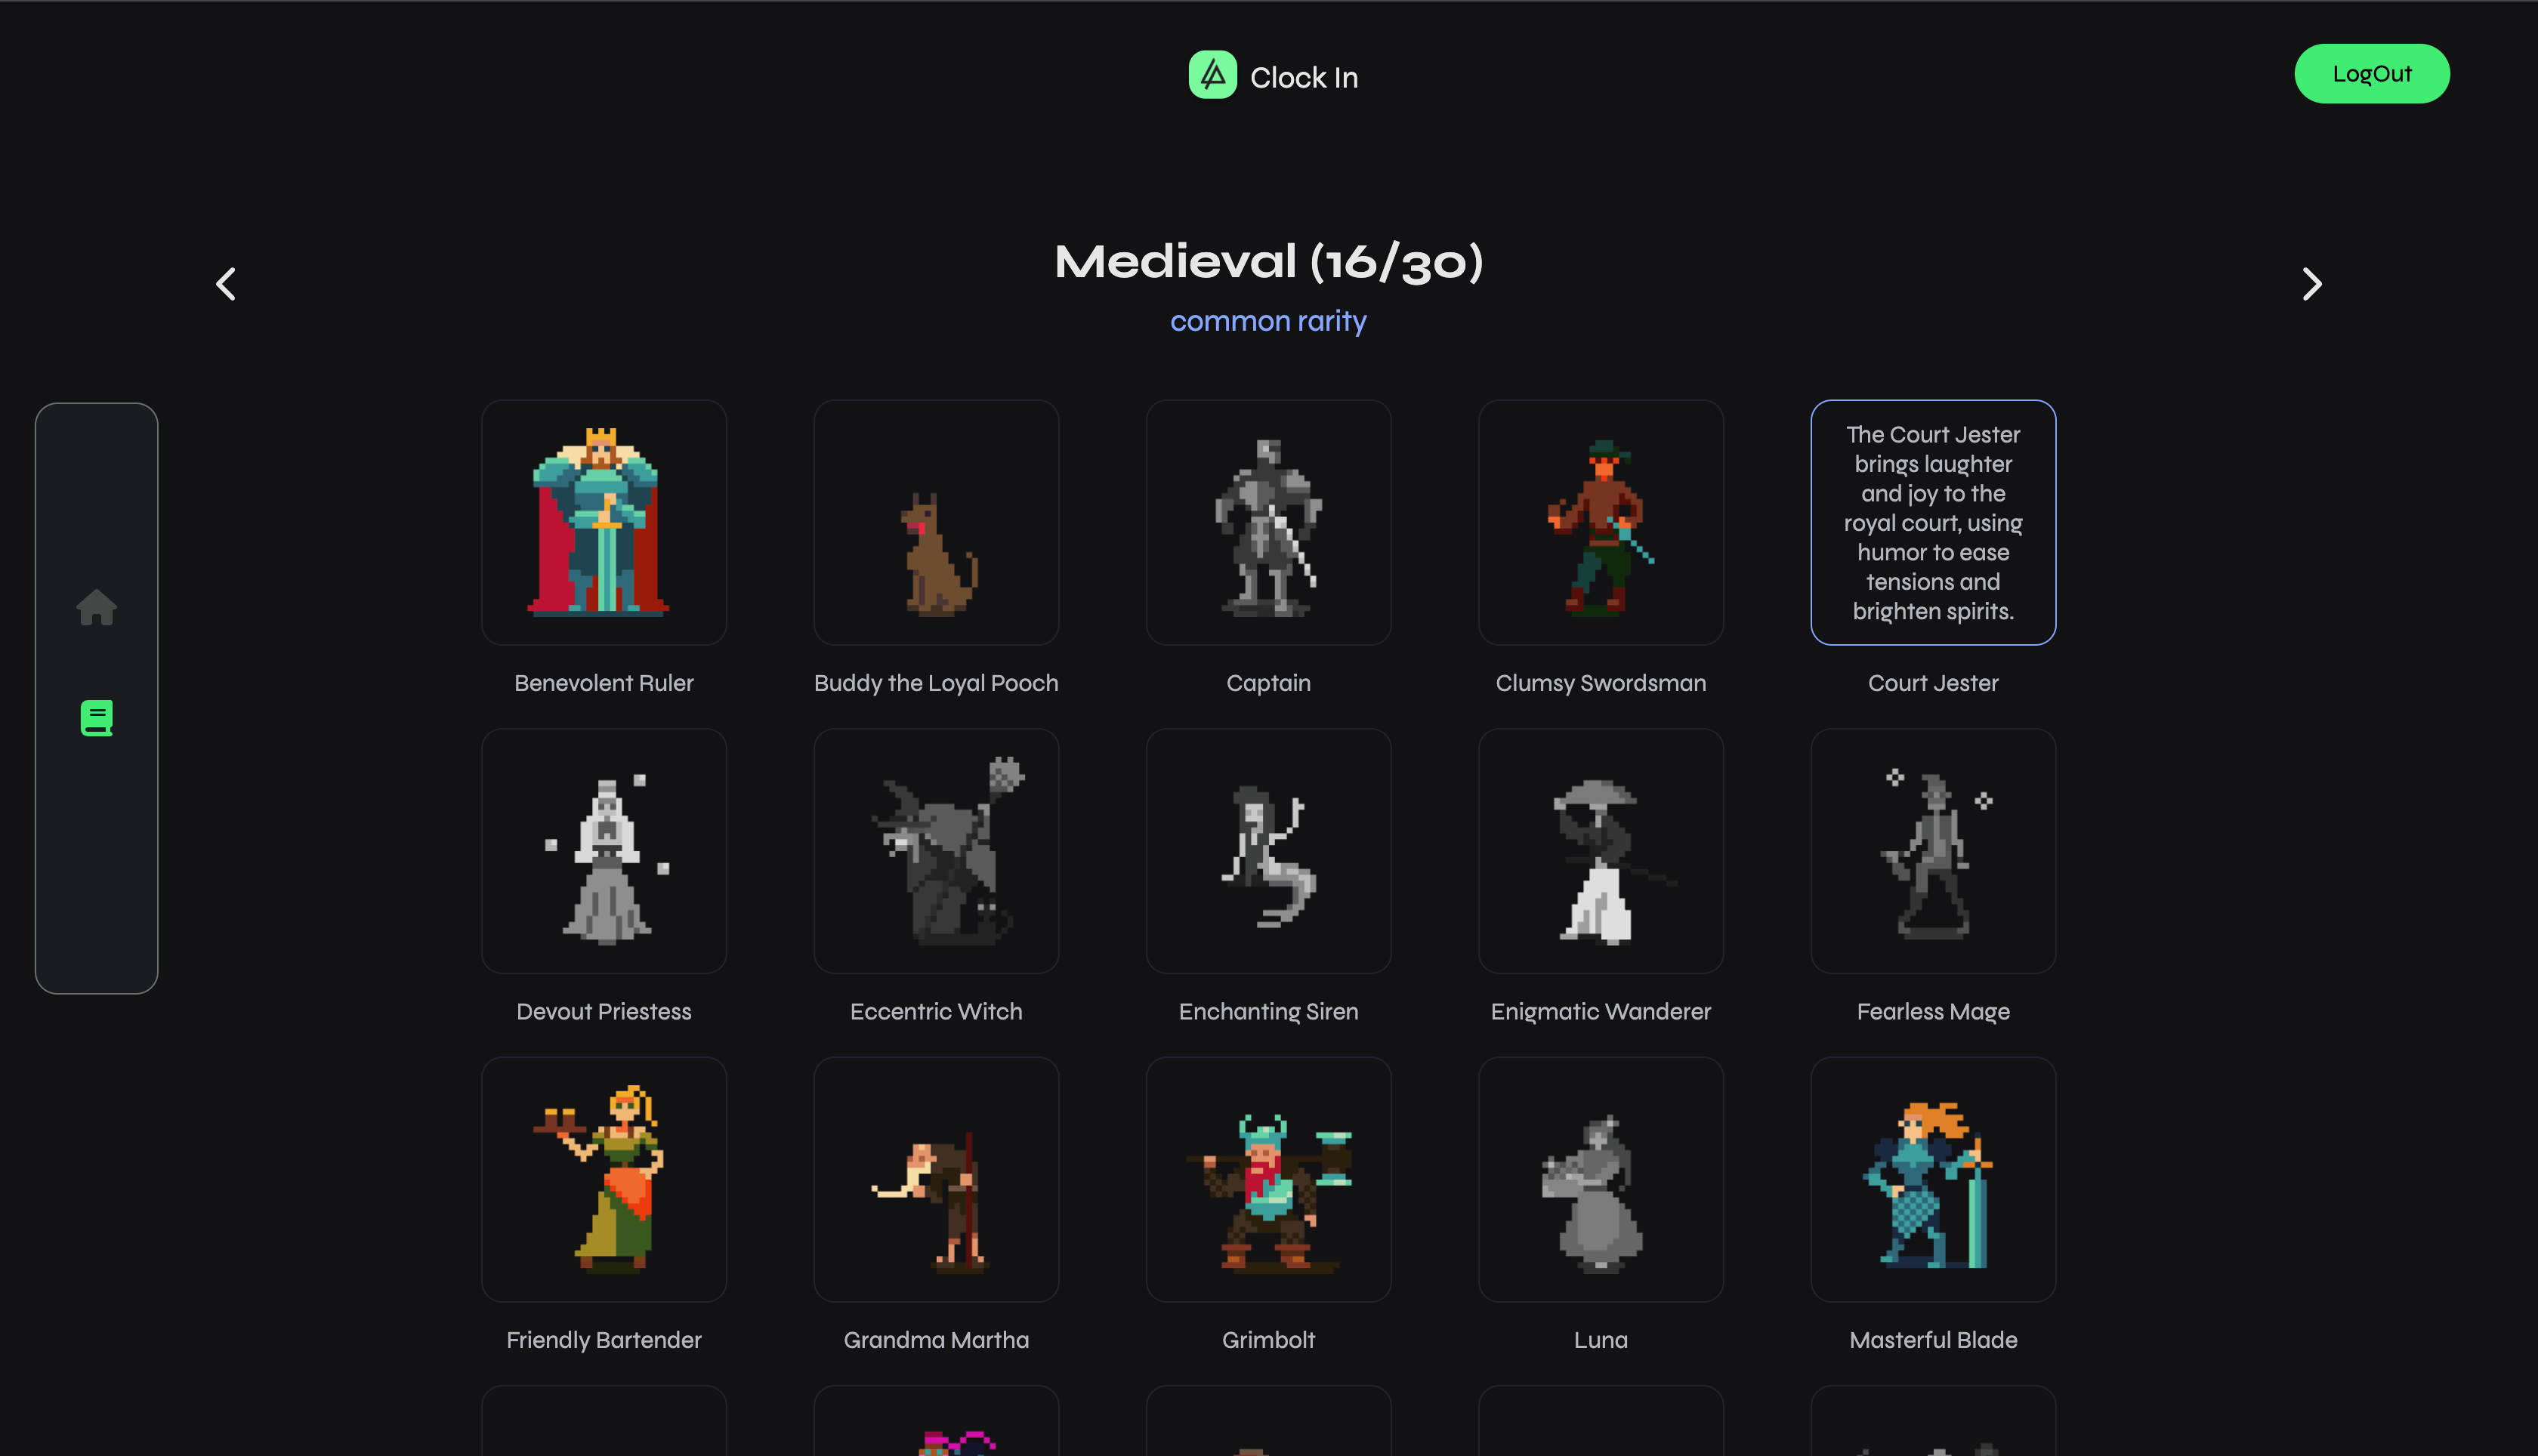 Clock In
LogOut
Medieval (16/30)
common rarity
The Court Jester
brings laughter
and joy to the
royal court, using
humor to ease
tensions and
brighten spirits.
Benevolent Ruler
Buddy the Loyal Pooch
Captain
Clumsy Swordsman
Court Jester
Devout Priestess
Eccentric Witch
Enchanting Siren
Enigmatic Wanderer
Fearless Mage
Friendly Bartender
Grandma Martha
Grimbolt
Luna
Masterful Blade